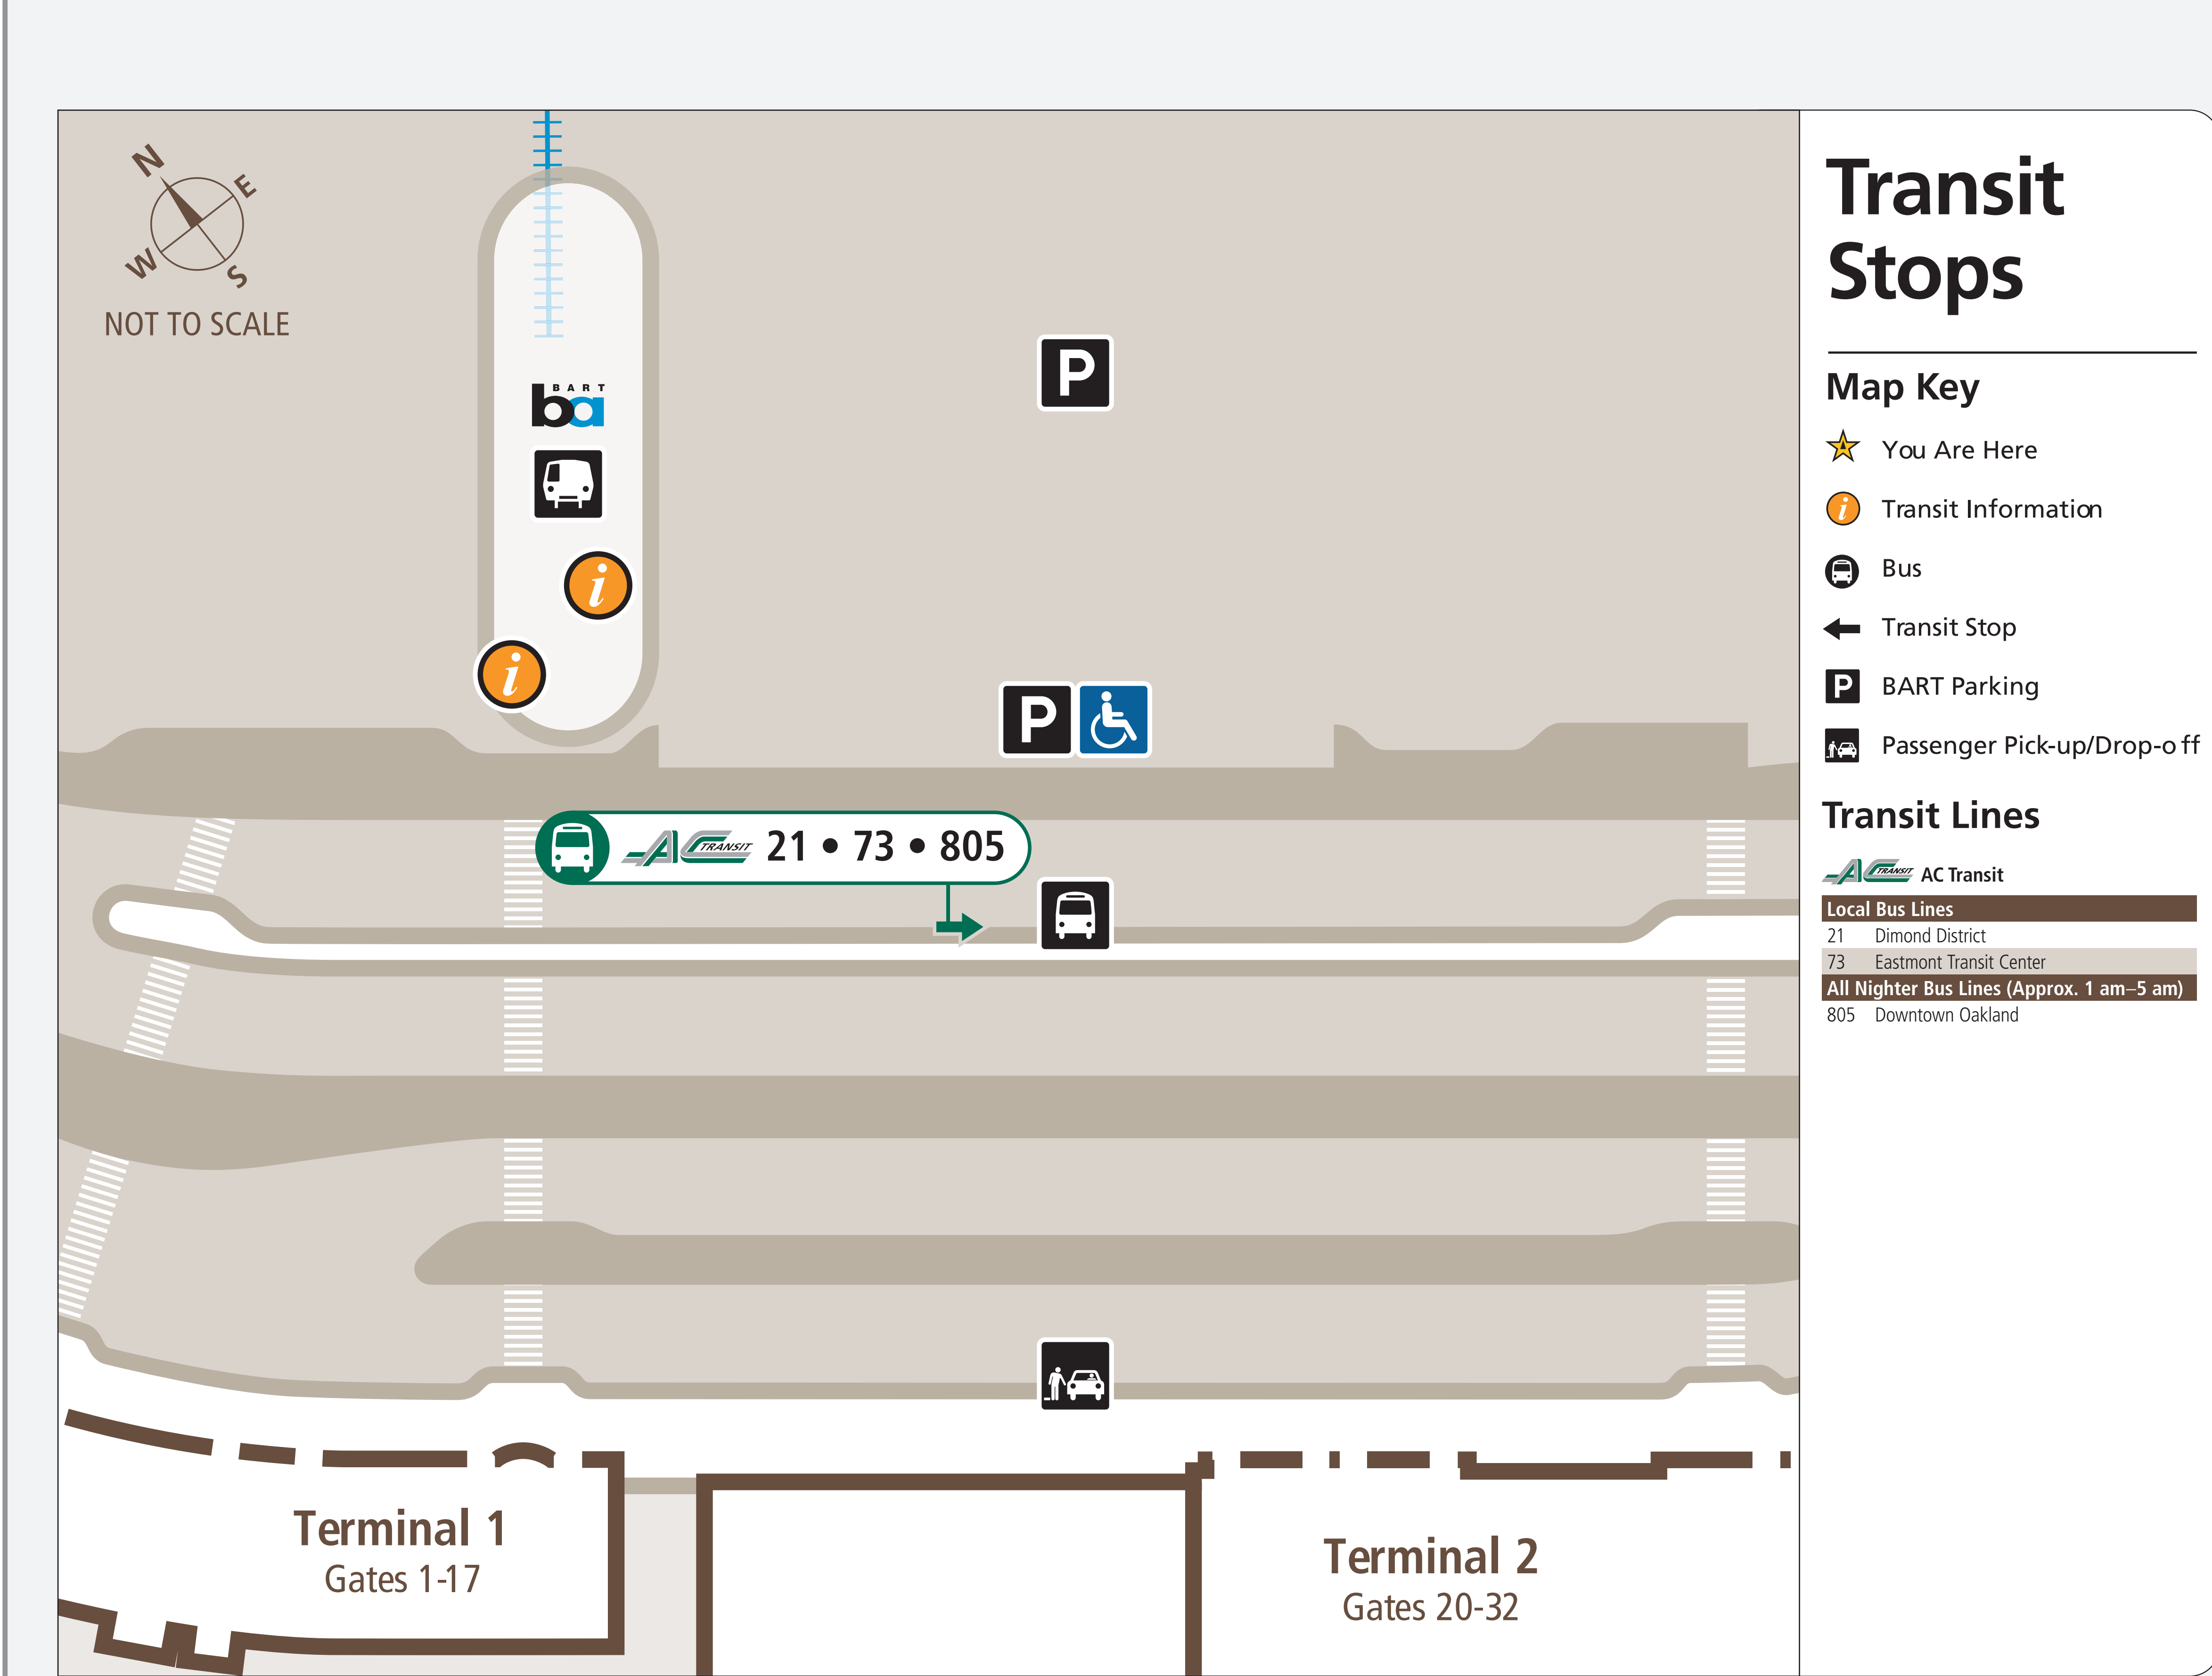 N
E
W
S
NOT TO SCALE
BART
ba
P
i
i
P
AC TRANSIT 21 • 73 • 805
Terminal 1
Gates 1-17
Terminal 2
Gates 20-32
Transit
Stops
Map Key
You Are Here
i Transit Information
Bus
Transit Stop
P BART Parking
Passenger Pick-up/Drop-off
Transit Lines
AC TRANSIT AC Transit
Local Bus Lines
21 Dimond District
73 Eastmont Transit Center
All Nighter Bus Lines (Approx. 1 am–5 am)
805 Downtown Oakland